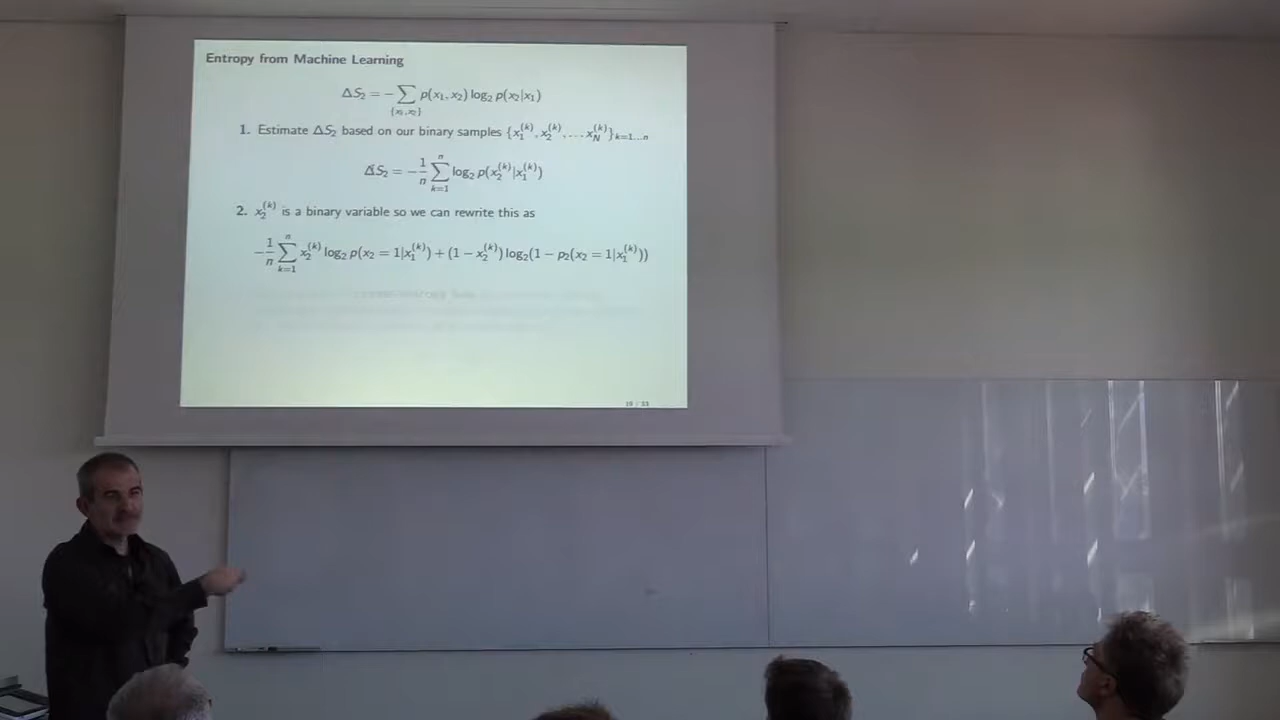 Entropy from Machine Learning
ΔS₂ = − ∑_{x₁,x₂} p(x₁, x₂) log₂ p(x₂|x₁)
1. Estimate ΔS₂ based on our binary samples {x₁^(k), x₂^(k), … x_N^(k)}_{k=1…n}
ΔS₂ = −1/n ∑_{k=1}^{n} log₂ p(x₂^(k)|x₁^(k))
2. x₂^(k) is a binary variable so we can rewrite this as
−1/n ∑_{k=1}^{n} x₂^(k) log₂ p(x₂ = 1|x₁^(k)) + (1 − x₂^(k)) log₂(1 − p₂(x₂ = 1|x₁^(k)))